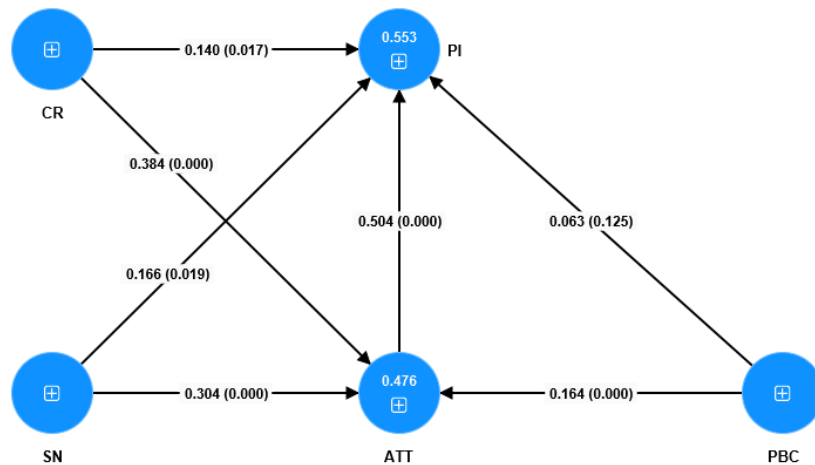 0.553
PI
0.140 (0.017)
CR
0.384 (0.000)
0.504 (0.000)
0.063 (0.125)
0.166 (0.019)
0.476
0.304 (0.000)
0.164 (0.000)
SN
ATT
PBC